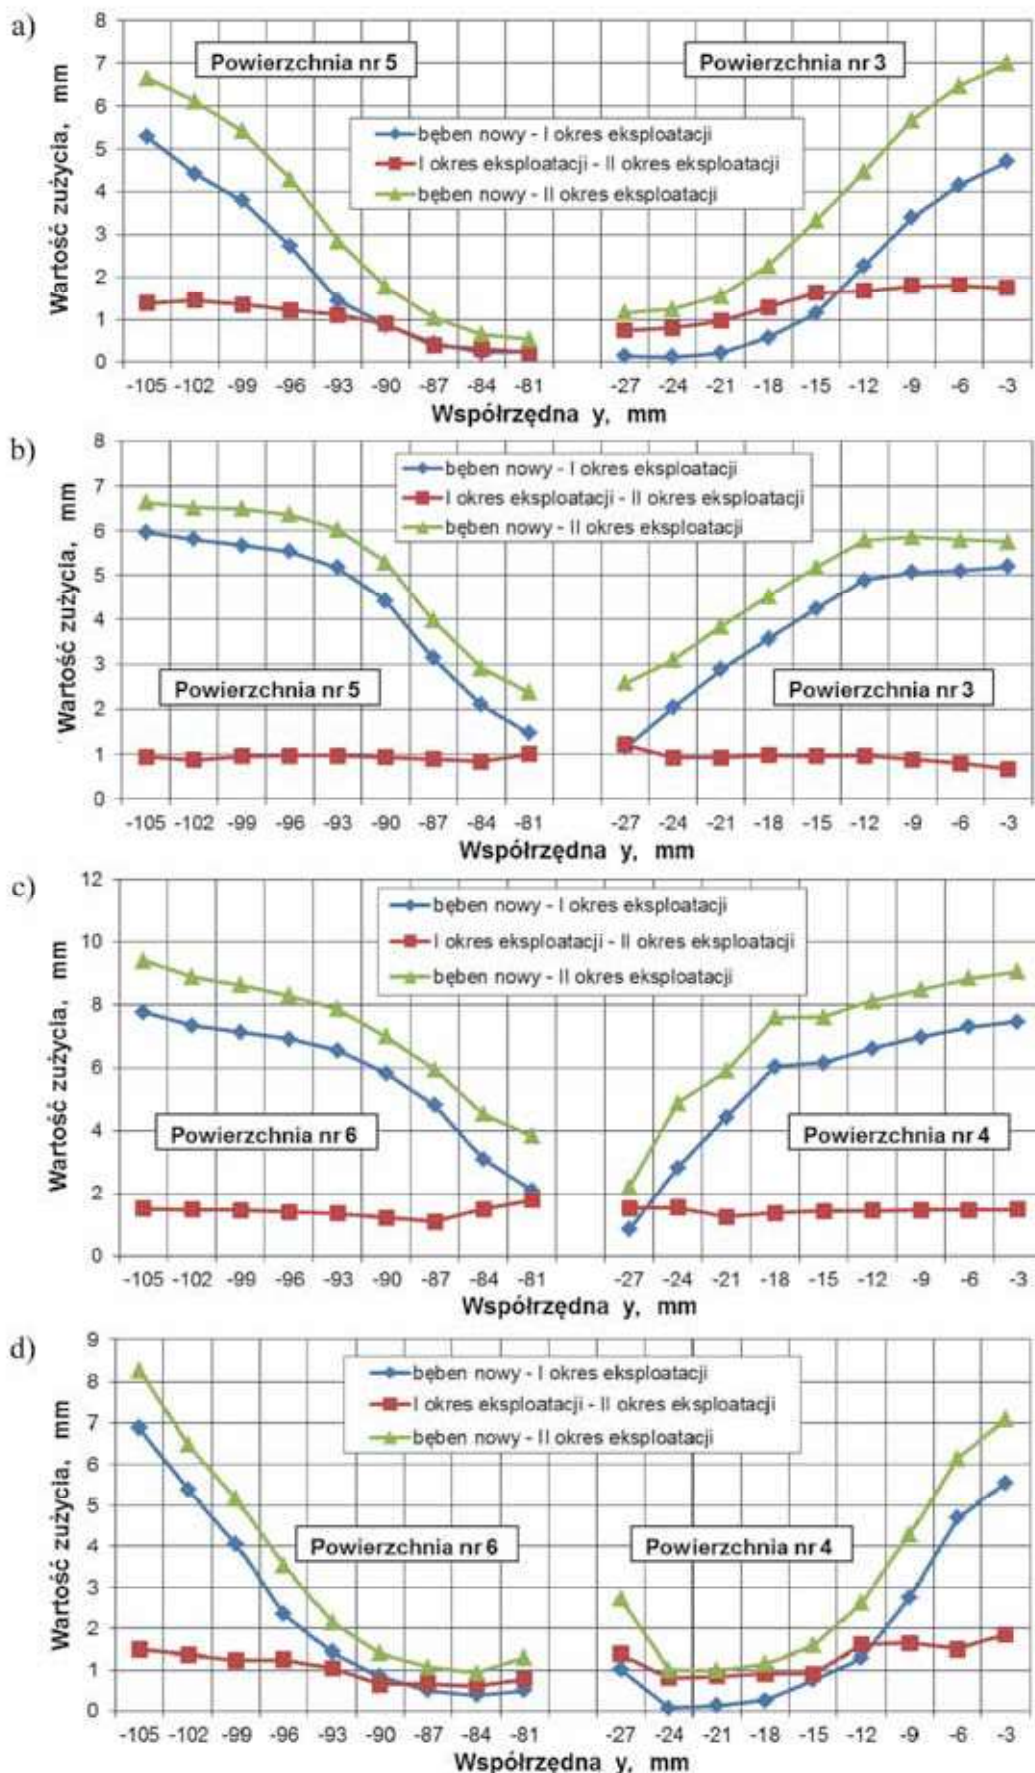 a)
8
7
6
5
4
3
2
1
0
Wartość zużycia, mm
Powierzchnia nr 5
Powierzchnia nr 3
bęben nowy - I okres eksploatacji
I okres eksploatacji - II okres eksploatacji
bęben nowy - II okres eksploatacji
-105 -102 -99 -96 -93 -90 -87 -84 -81 -27 -24 -21 -18 -15 -12 -9 -6 -3
Współrzędna y, mm
b)
8
7
6
5
4
3
2
1
0
Wartość zużycia, mm
bęben nowy - I okres eksploatacji
I okres eksploatacji - II okres eksploatacji
bęben nowy - II okres eksploatacji
Powierzchnia nr 5
Powierzchnia nr 3
-105 -102 -99 -96 -93 -90 -87 -84 -81 -27 -24 -21 -18 -15 -12 -9 -6 -3
Współrzędna y, mm
c)
12
10
8
6
4
2
0
Wartość zużycia, mm
bęben nowy - I okres eksploatacji
I okres eksploatacji - II okres eksploatacji
bęben nowy - II okres eksploatacji
Powierzchnia nr 6
Powierzchnia nr 4
-105 -102 -99 -96 -93 -90 -87 -84 -81 -27 -24 -21 -18 -15 -12 -9 -6 -3
Współrzędna y, mm
d)
9
8
7
6
5
4
3
2
1
0
Wartość zużycia, mm
bęben nowy - I okres eksploatacji
I okres eksploatacji - II okres eksploatacji
bęben nowy - II okres eksploatacji
Powierzchnia nr 6
Powierzchnia nr 4
-105 -102 -99 -96 -93 -90 -87 -84 -81 -27 -24 -21 -18 -15 -12 -9 -6 -3
Współrzędna y, mm